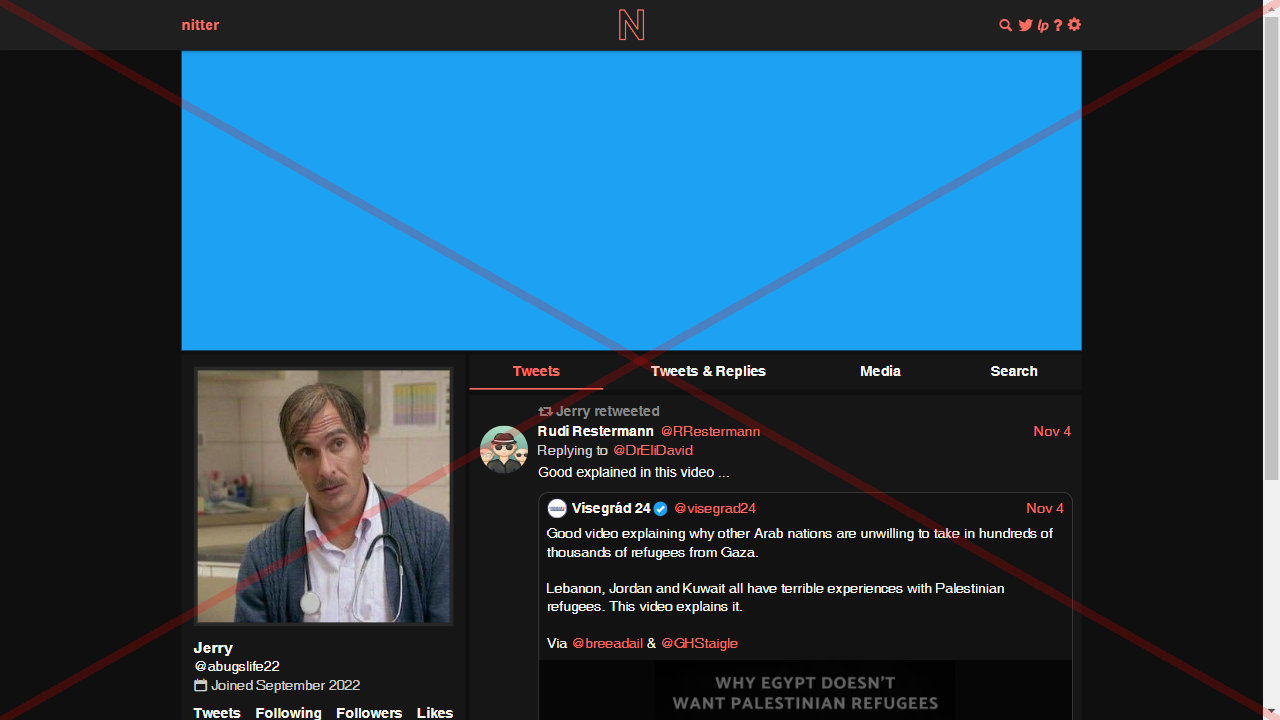 nitter
N
lp ?
Tweets
Tweets & Replies
Media
Search
Jerry retweeted
Rudi Restermann @RRestermann Nov 4
Replying to @DrEliDavid
Good explained in this video ...
Visegrád 24 @visegrad24 Nov 4
Good video explaining why other Arab nations are unwilling to take in hundreds of
thousands of refugees from Gaza.
Lebanon, Jordan and Kuwait all have terrible experiences with Palestinian
refugees. This video explains it.
Via @breeadail & @GHStaigle
WHY EGYPT DOESN'T
WANT PALESTINIAN REFUGEES
Jerry
@abugslife22
Joined September 2022
Tweets Following Followers Likes